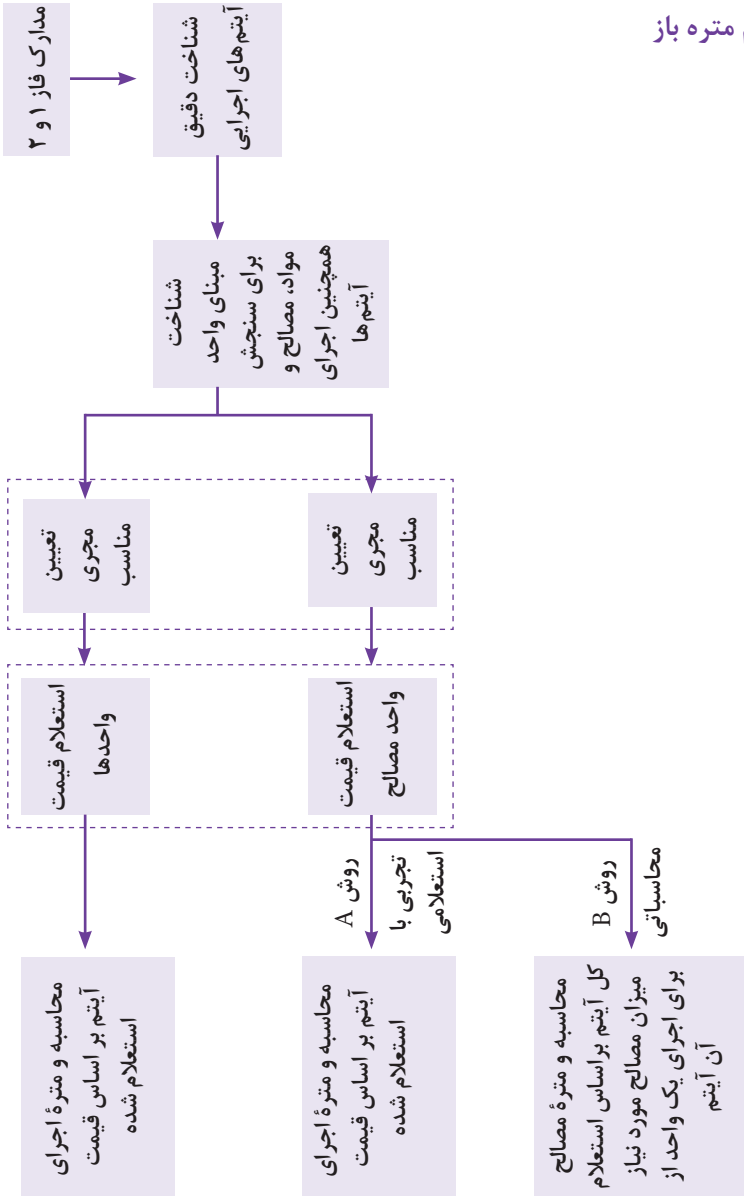 متره باز
مدارک فاز ۱ و ۲
شناخت دقیق
آیتم‌های اجرایی
شناخت
مبنای واحد
برای سنجش
مواد، مصالح و
همچنین اجرای
آیتم‌ها
تعیین
مجری
مناسب
تعیین
مجری
مناسب
استعلام قیمت
واحدها
استعلام قیمت
واحد مصالح
روش A
تجربی با
استعلامی
روش B
محاسباتی
محاسبه و مترهٔ اجرای
آیتم بر اساس قیمت
استعلام شده
محاسبه و مترهٔ اجرای
آیتم بر اساس قیمت
استعلام شده
محاسبه و مترهٔ مصالح
کل آیتم براساس استعلام
میزان مصالح مورد نیاز
برای اجرای یک واحد از
آن آیتم